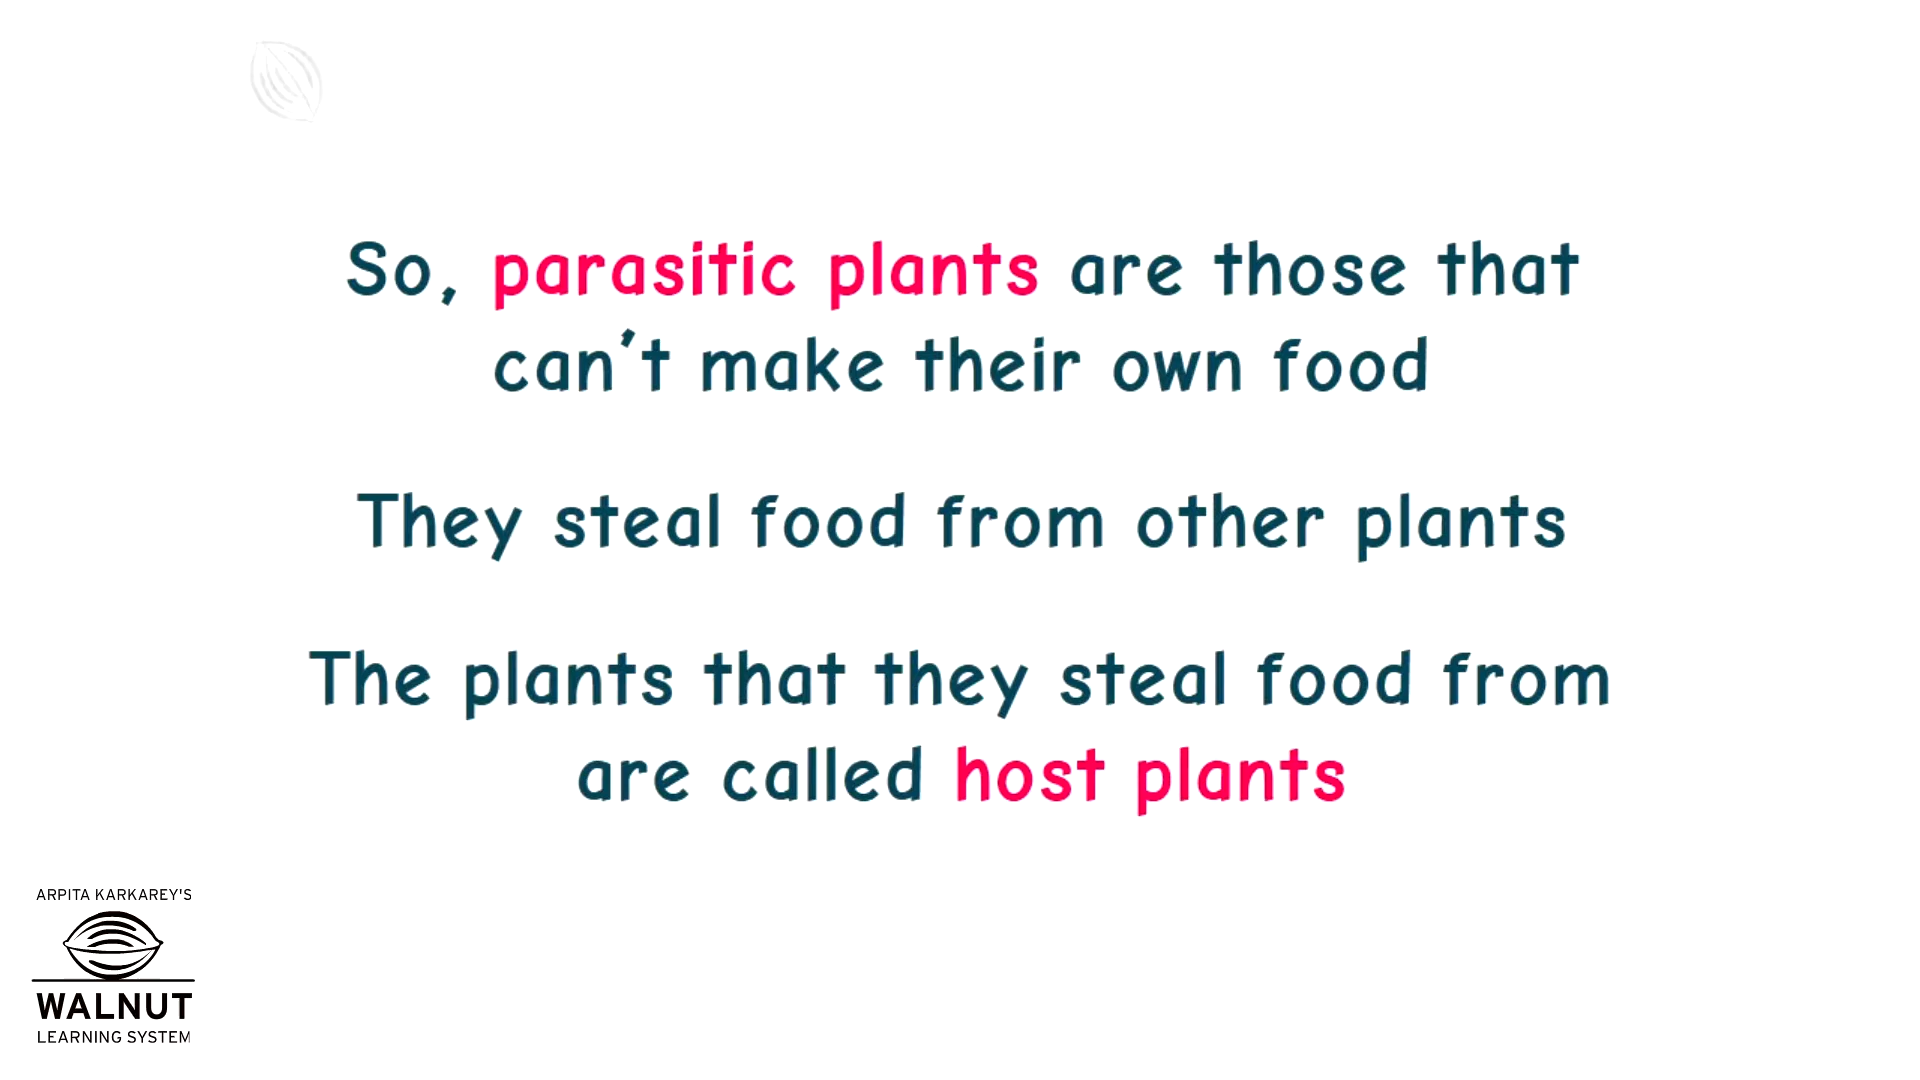 So, parasitic plants are those that
can't make their own food
They steal food from other plants
The plants that they steal food from
are called host plants
ARPITA KARKAREY'S
WALNUT
LEARNING SYSTEM